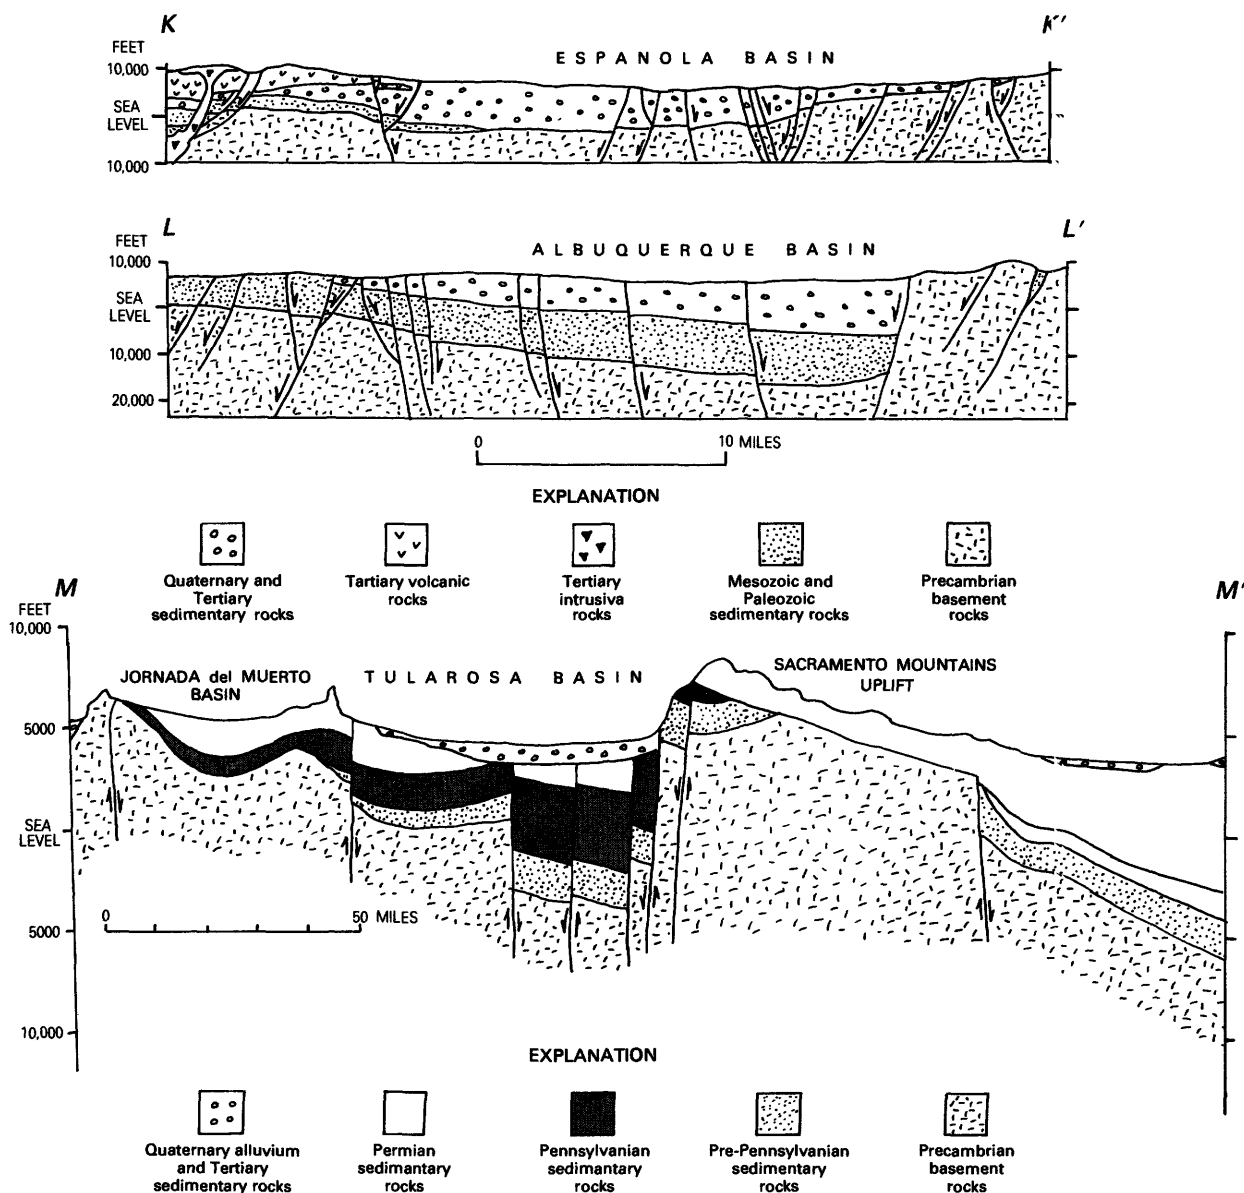 K K'
FEET
10,000
ESPANOLA BASIN
SEA
LEVEL
10,000
L L'
FEET
10,000
ALBUQUERQUE BASIN
SEA
LEVEL
10,000
20,000
0 10 MILES
EXPLANATION
Quaternary and
Tertiary
sedimentary rocks
Tartiary volcanic
rocks
Tertiary
intrusiva
rocks
Mesozoic and
Paleozoic
sedimentary rocks
Precambrian
basement
rocks
M M'
FEET
10,000
JORNADA del MUERTO
BASIN
TULAROSA BASIN
SACRAMENTO MOUNTAINS
UPLIFT
5000
SEA
LEVEL
0 50 MILES
5000
10,000
EXPLANATION
Quaternary alluvium
and Tertiary
sedimentary rocks
Permian
sedimantary
rocks
Pennsylvanian
sedimantary
rocks
Pre-Pennsylvanian
sedimentary
rocks
Precambrian
basement
rocks